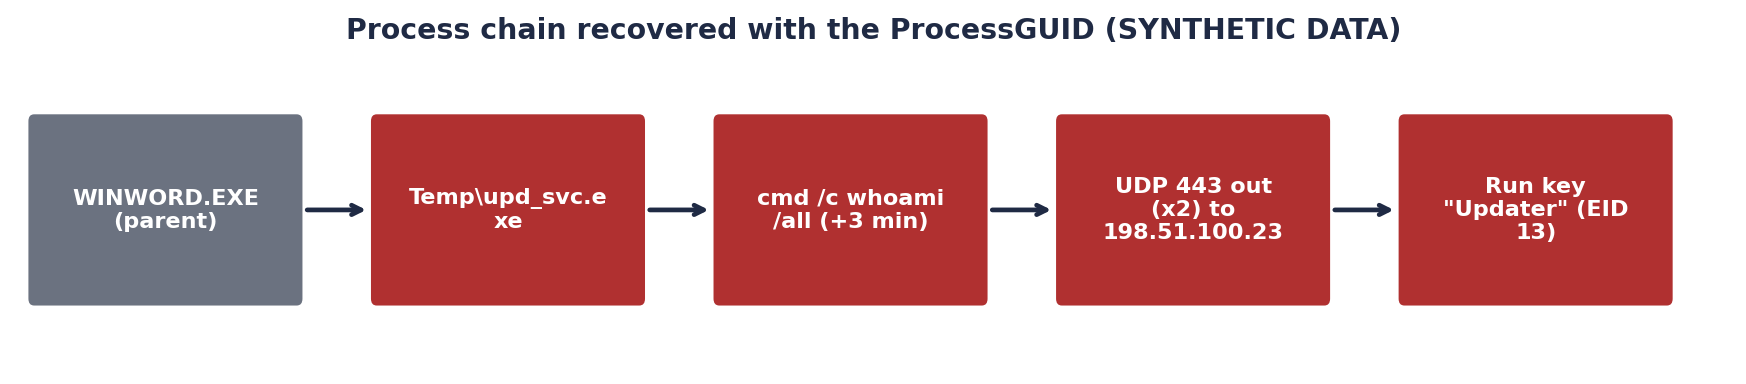 Process chain recovered with the ProcessGUID (SYNTHETIC DATA)
WINWORD.EXE
(parent)
Temp\upd_svc.e
xe
cmd /c whoami
/all (+3 min)
UDP 443 out
(x2) to
198.51.100.23
Run key
"Updater" (EID
13)